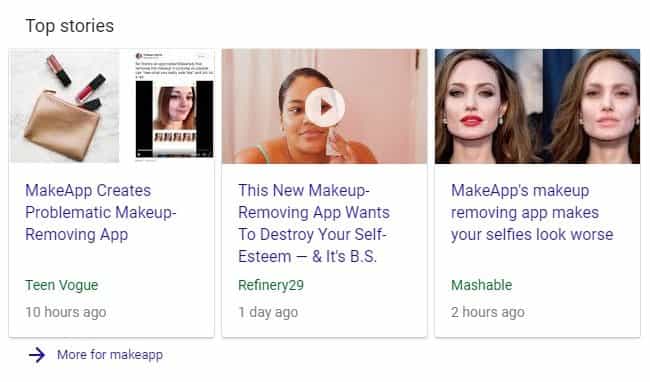 Top stories
MakeApp Creates
Problematic Makeup-
Removing App
Teen Vogue
10 hours ago
This New Makeup-
Removing App Wants
To Destroy Your Self-
Esteem — & It's B.S.
Refinery29
1 day ago
MakeApp's makeup
removing app makes
your selfies look worse
Mashable
2 hours ago
More for makeapp